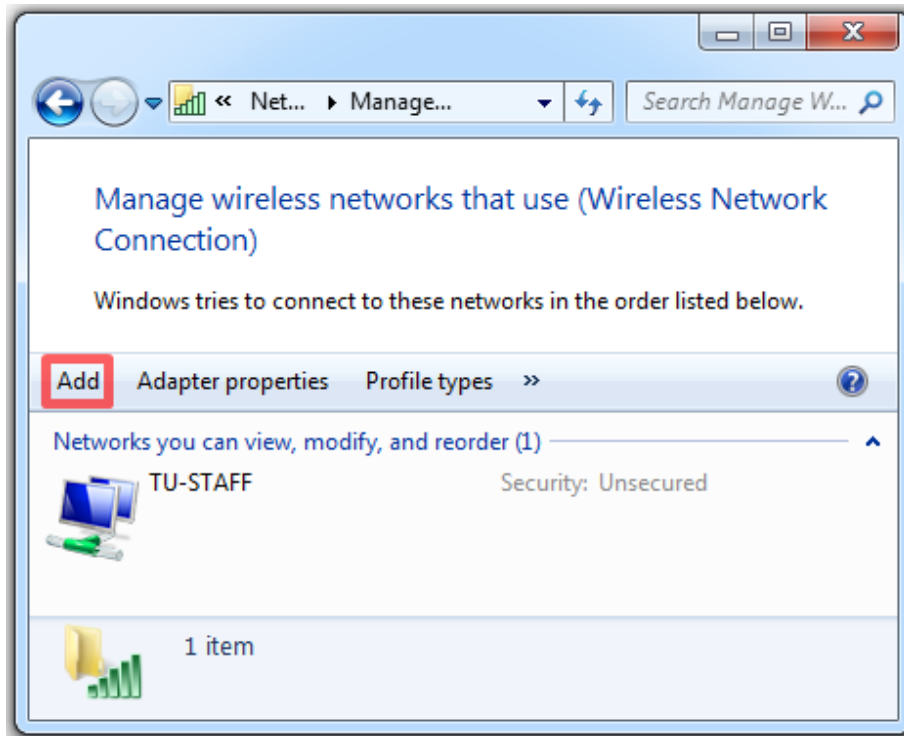 « Net... Manage...
Search Manage W...
Manage wireless networks that use (Wireless Network
Connection)
Windows tries to connect to these networks in the order listed below.
Add Adapter properties Profile types »
Networks you can view, modify, and reorder (1)
TU-STAFF Security: Unsecured
1 item